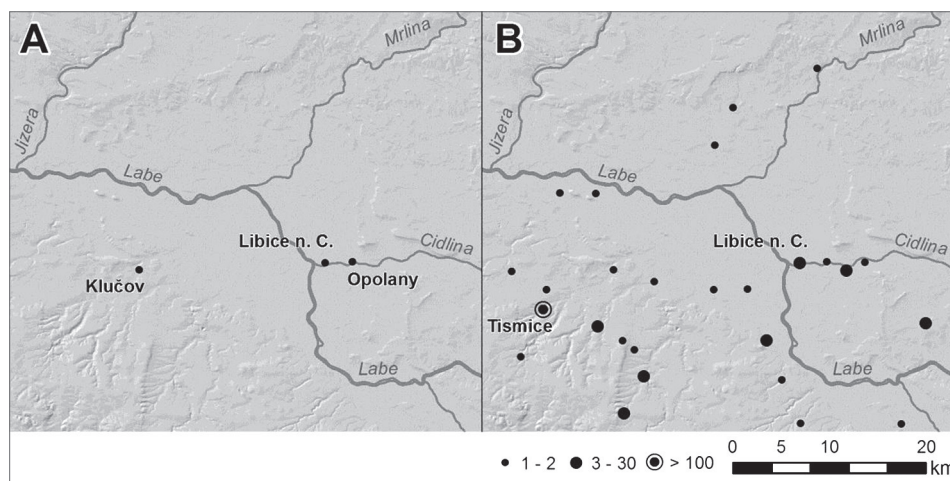 A
Mrlina
Jizera
Labe
Libice n. C.
Cidlina
Opolany
Klučov
Labe
B
Mrlina
Jizera
Labe
Libice n. C.
Cidlina
Tismice
Labe
0 5 10 20
1 - 2 3 - 30 > 100
km